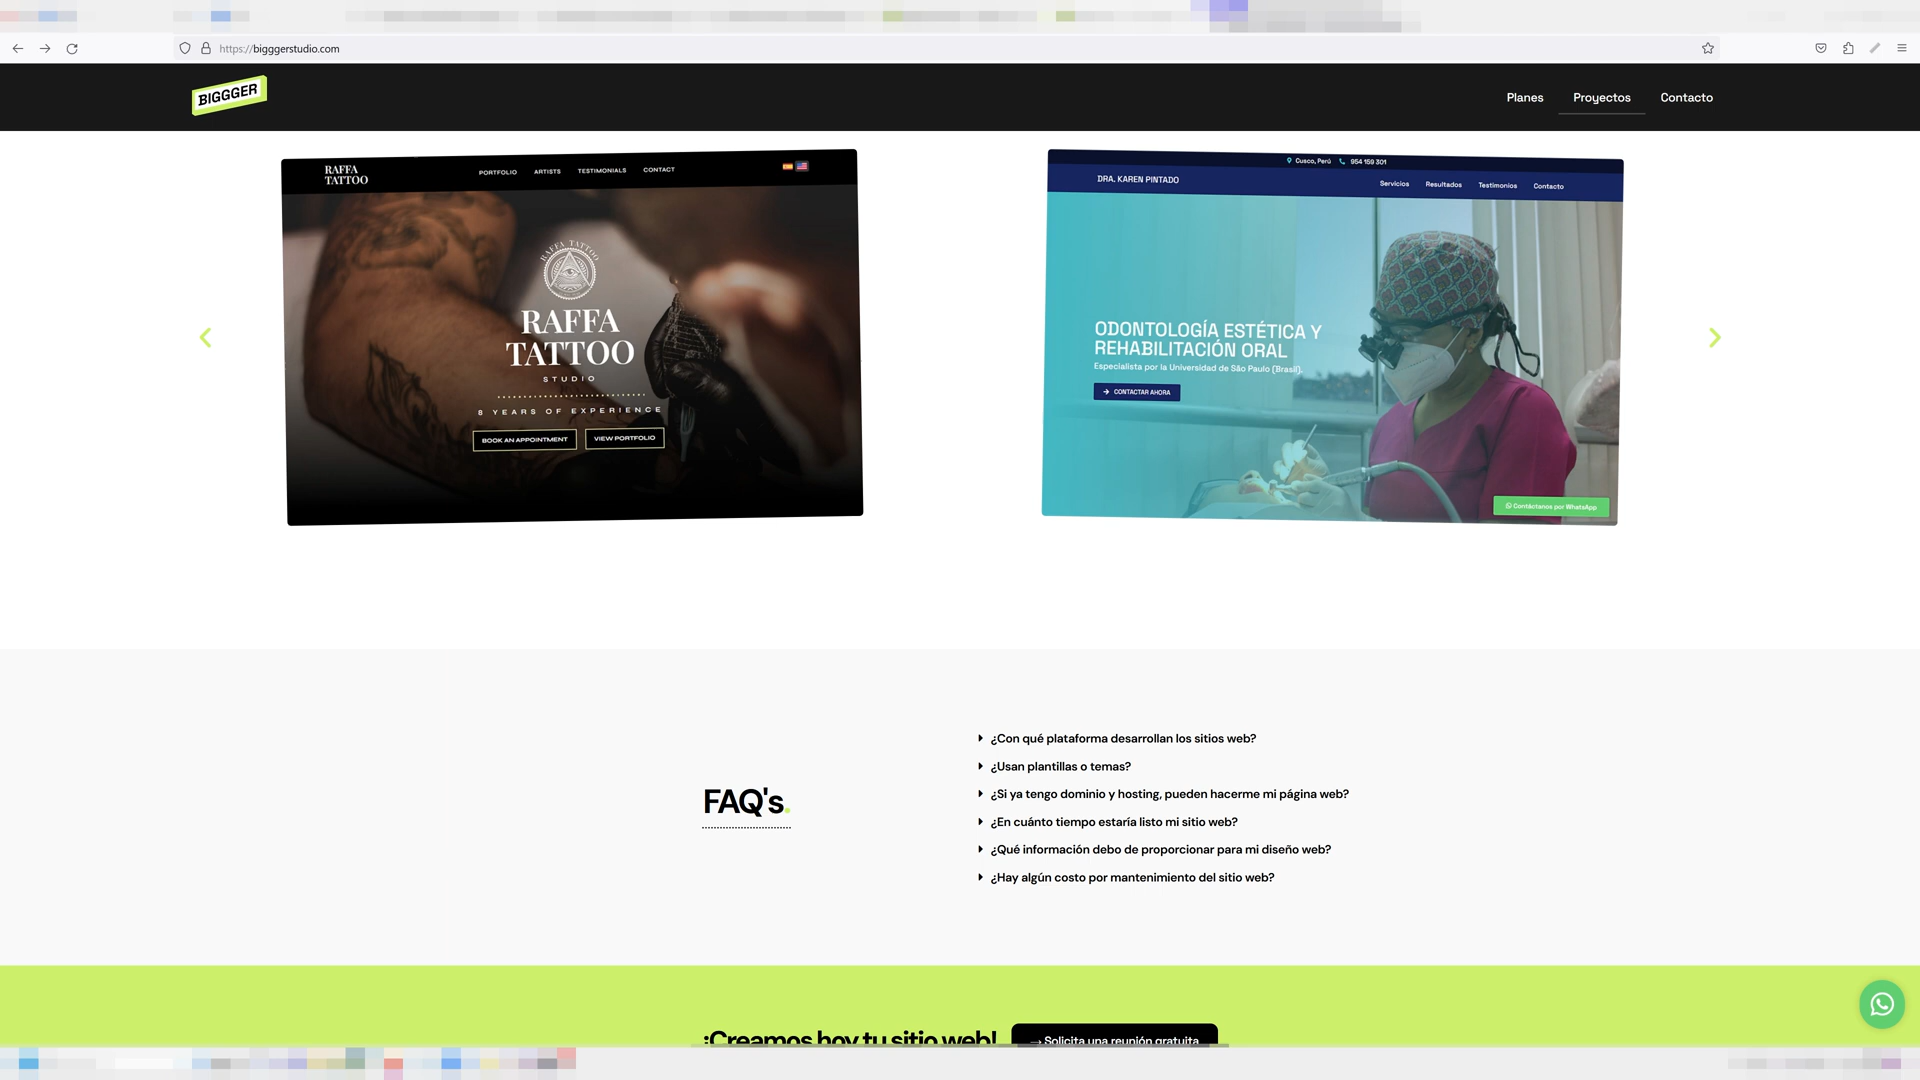 https://bigggerstudio.com
BIGGGER
Planes
Proyectos
Contacto
RAFFA
TATTOO
PORTFOLIO
ARTISTS
TESTIMONIALS
CONTACT
RAFFA TATTOO
RAFFA
TATTOO
STUDIO
8 YEARS OF EXPERIENCE
BOOK AN APPOINTMENT
VIEW PORTFOLIO
Cusco, Perú
954 159 301
DRA. KAREN PINTADO
Servicios
Resultados
Testimonios
Contacto
ODONTOLOGÍA ESTÉTICA Y
REHABILITACIÓN ORAL
Especialista por la Universidad de São Paulo (Brasil).
→ CONTACTAR AHORA
Contáctanos por WhatsApp
FAQ's.
¿Con qué plataforma desarrollan los sitios web?
¿Usan plantillas o temas?
¿Si ya tengo dominio y hosting, pueden hacerme mi página web?
¿En cuánto tiempo estaría listo mi sitio web?
¿Qué información debo de proporcionar para mi diseño web?
¿Hay algún costo por mantenimiento del sitio web?
¡Creamos hoy tu sitio web!
→ Solicita una reunión gratuita